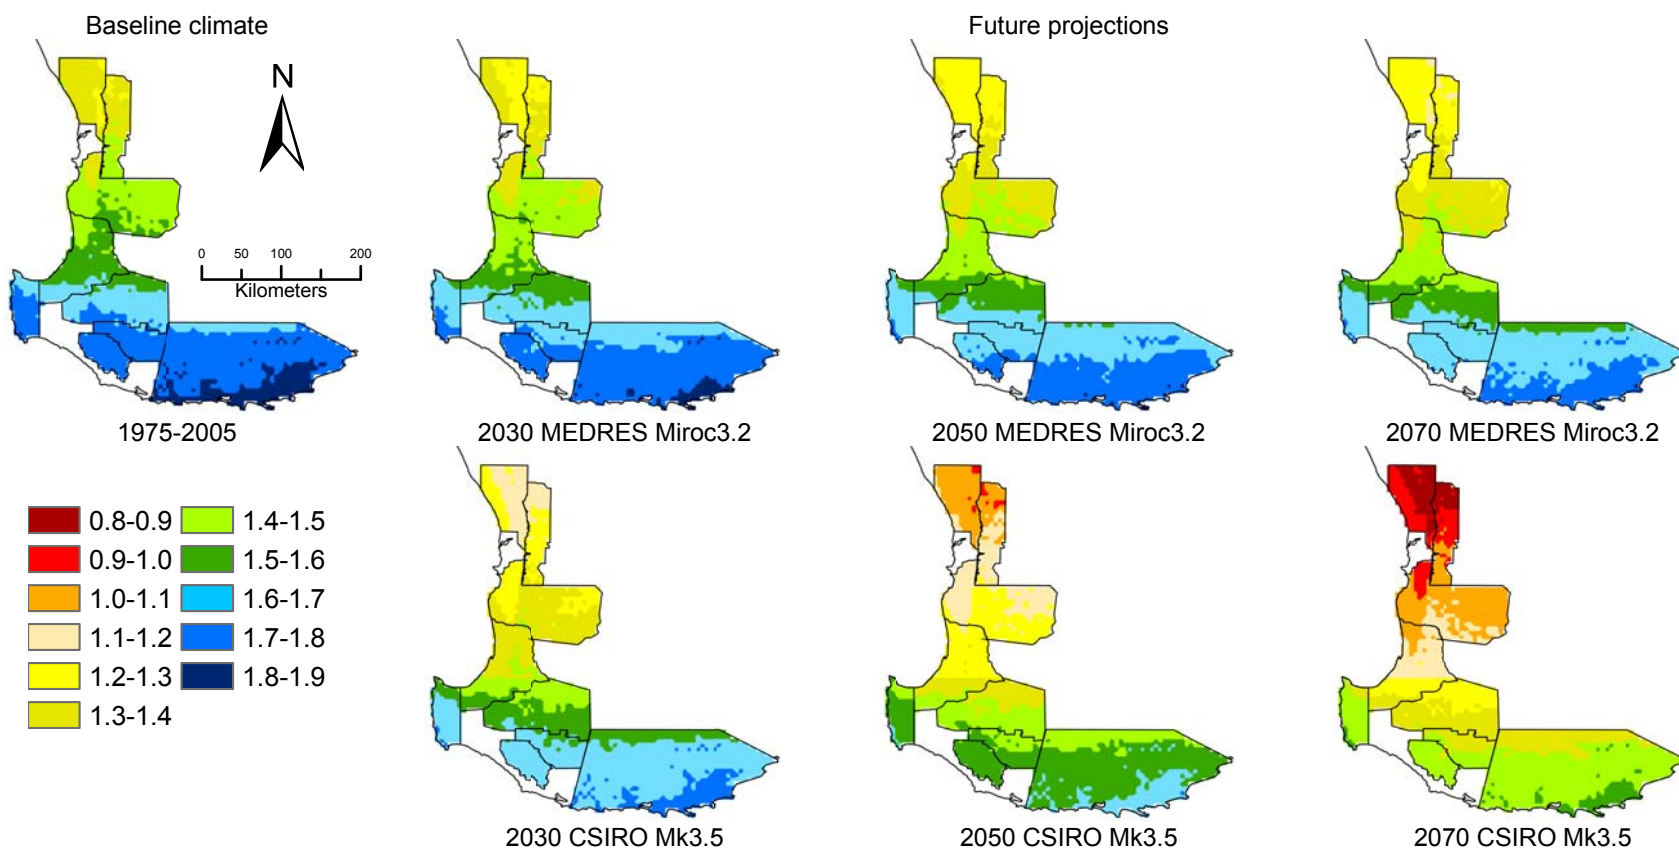 Baseline climate
Future projections
N
0 50 100 200
Kilometers
1975-2005
2030 MEDRES Miroc3.2
2050 MEDRES Miroc3.2
2070 MEDRES Miroc3.2
0.8-0.9
0.9-1.0
1.0-1.1
1.1-1.2
1.2-1.3
1.3-1.4
1.4-1.5
1.5-1.6
1.6-1.7
1.7-1.8
1.8-1.9
2030 CSIRO Mk3.5
2050 CSIRO Mk3.5
2070 CSIRO Mk3.5